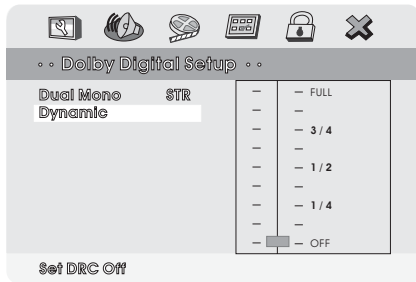 ·· Dolby Digital Setup ··
Dual Mono STR
Dynamic
FULL
3 / 4
1 / 2
1 / 4
OFF
Set DRC Off